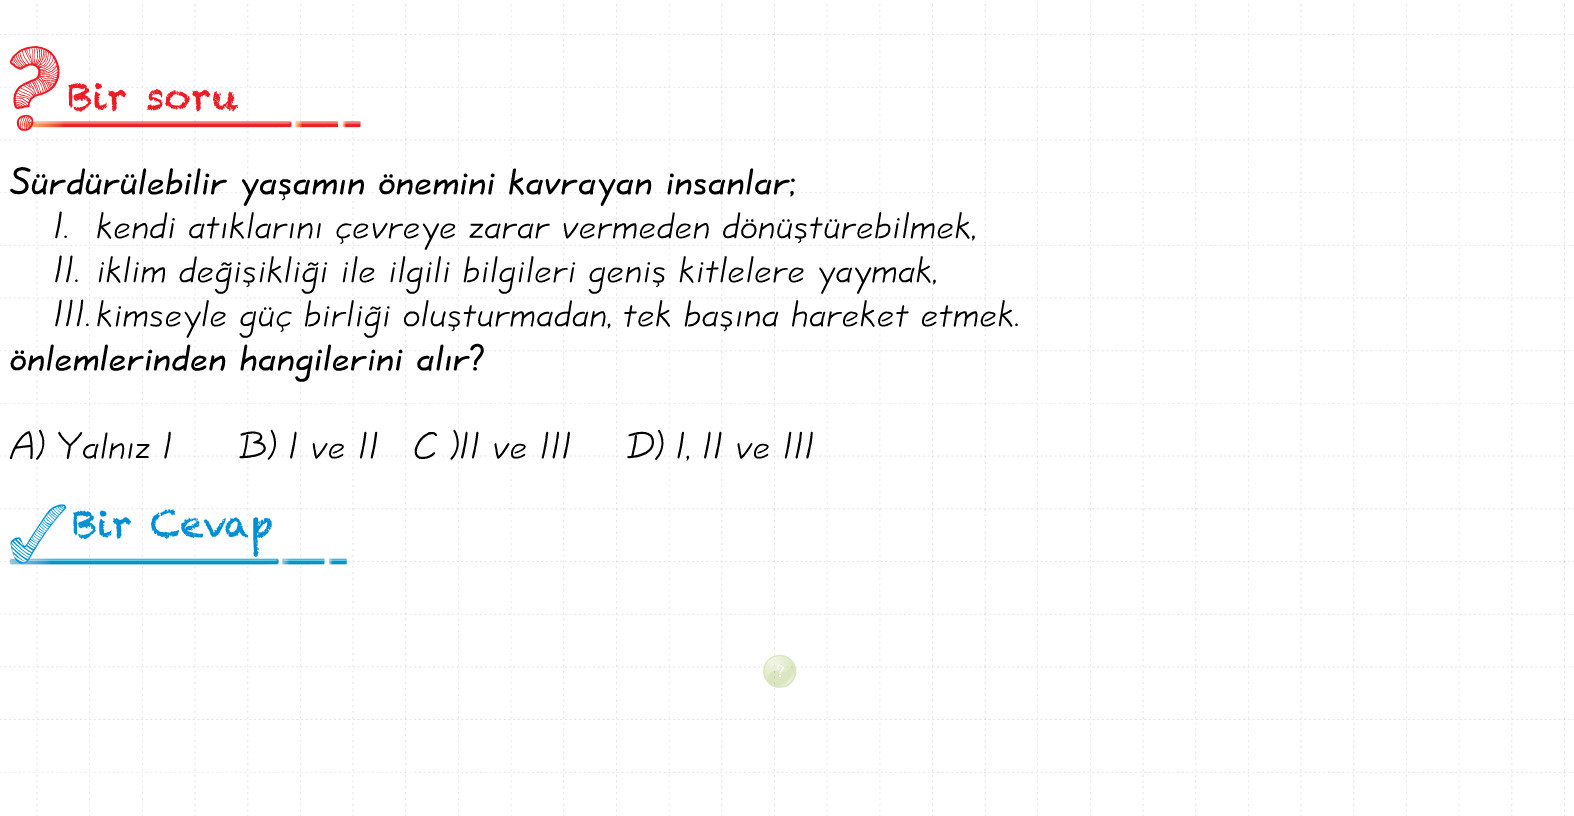 ?
Bir soru
Sürdürülebilir yaşamın önemini kavrayan insanlar;
I. kendi atıklarını çevreye zarar vermeden dönüştürebilmek,
II. iklim değişikliği ile ilgili bilgileri geniş kitlelere yaymak,
III. kimseyle güç birliği oluşturmadan, tek başına hareket etmek.
önlemlerinden hangilerini alır?
A) Yalnız I B) I ve II C )II ve III D) I, II ve III
Bir Cevap
?